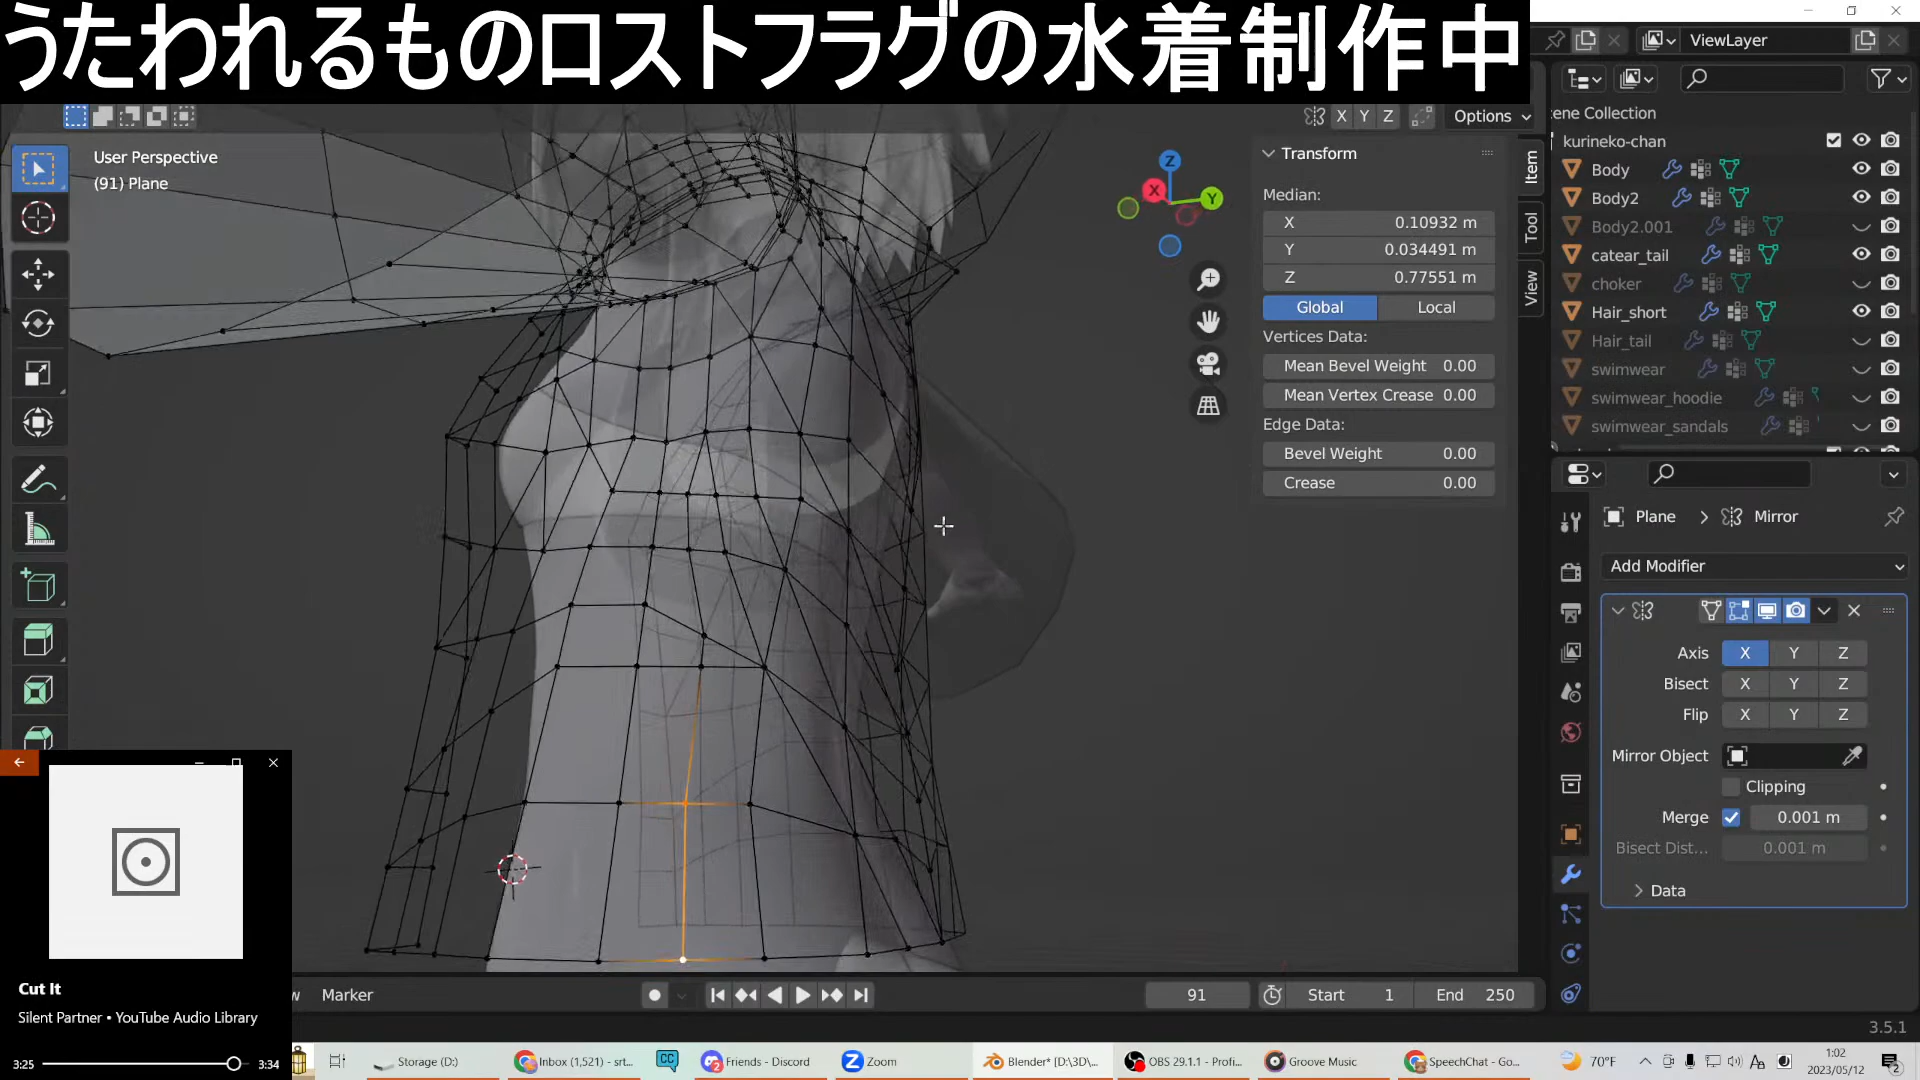 うたわれるものロストフラグの水着制作中
ViewLayer
X Y Z Options
User Perspective
(91) Plane
Transform
Median:
X 0.10932 m
Y 0.034491 m
Z 0.77551 m
Global Local
Vertices Data:
Mean Bevel Weight 0.00
Mean Vertex Crease 0.00
Edge Data:
Bevel Weight 0.00
Crease 0.00
Z
X
Y
Item
Tool
View
cene Collection
kurineko-chan
Body
Body2
Body2.001
catear_tail
choker
Hair_short
Hair_tail
swimwear
swimwear_hoodie
swimwear_sandals
Plane > Mirror
Add Modifier
Axis X Y Z
Bisect X Y Z
Flip X Y Z
Mirror Object
Clipping
Merge 0.001 m
Bisect Dist... 0.001 m
Data
Cut It
Silent Partner • YouTube Audio Library
3:25 3:34
w Marker
91 Start 1 End 250
3.5.1
Storage (D:)
Inbox (1,521) - srt...
CC
2 Friends - Discord
Zoom
Blender* [D:\3D\...
OBS 29.1.1 - Profi...
Groove Music
SpeechChat - Go...
70°F
1:02
2023/05/12
2